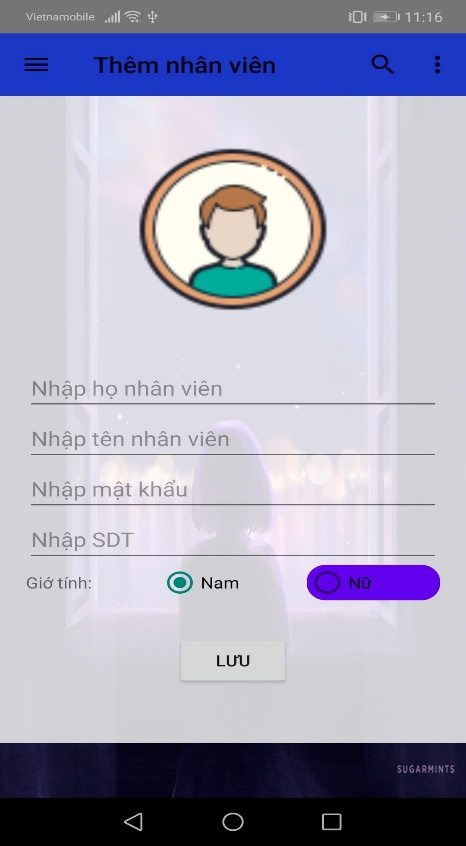 Vietnamobile 11:16
Thêm nhân viên
Nhập họ nhân viên
Nhập tên nhân viên
Nhập mật khẩu
Nhập SDT
Giớ tính: Nam Nữ
LƯU
SUGARMINTS